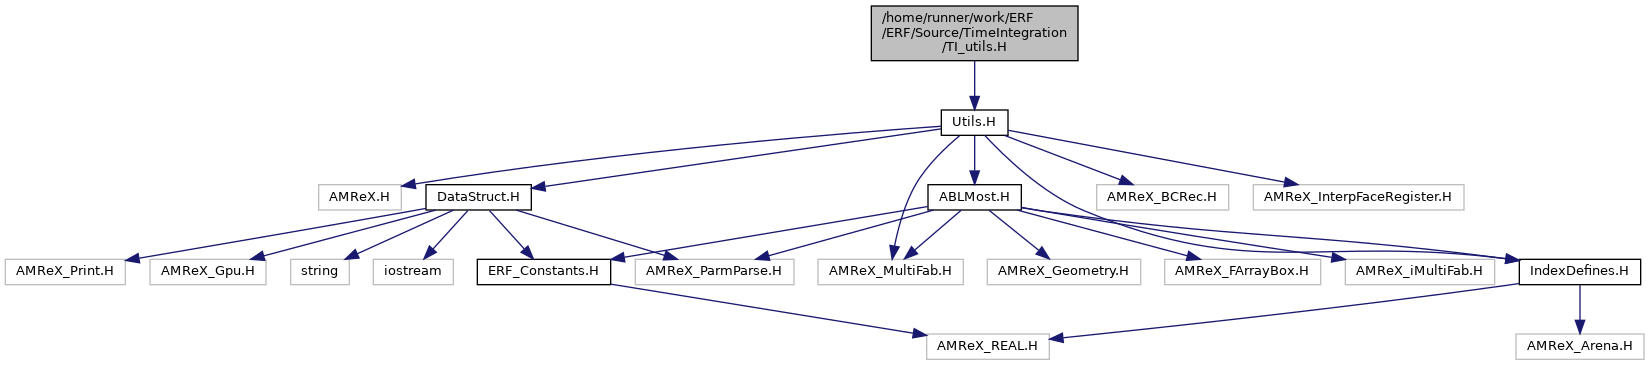 /home/runner/work/ERF
/ERF/Source/TimeIntegration
/TI_utils.H
Utils.H
AMReX.H
DataStruct.H
ABLMost.H
AMReX_BCRec.H
AMReX_InterpFaceRegister.H
AMReX_Print.H
AMReX_Gpu.H
string
iostream
ERF_Constants.H
AMReX_ParmParse.H
AMReX_MultiFab.H
AMReX_Geometry.H
AMReX_FArrayBox.H
AMReX_iMultiFab.H
IndexDefines.H
AMReX_REAL.H
AMReX_Arena.H